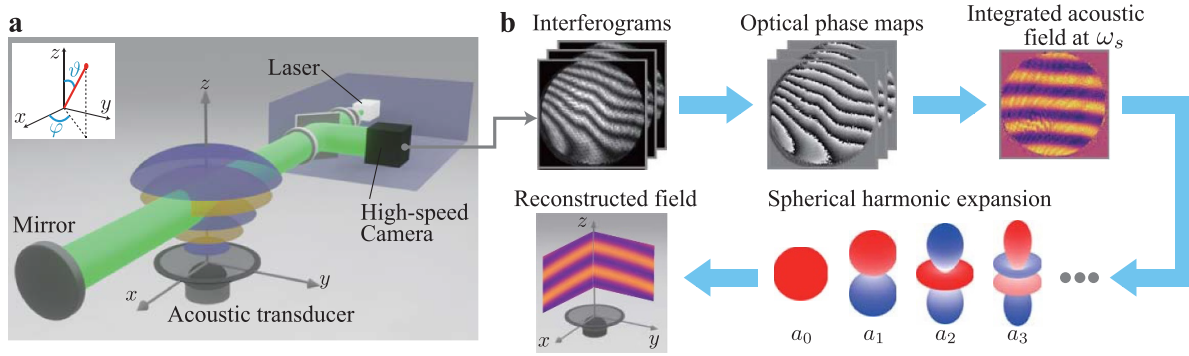 a
z
ϑ
x
y
φ
z
Laser
High-speed
Camera
Mirror
x
y
Acoustic transducer
b
Interferograms
Optical phase maps
Integrated acoustic
field at ωₛ
Reconstructed field
z
x
y
Spherical harmonic expansion
a₀
a₁
a₂
a₃